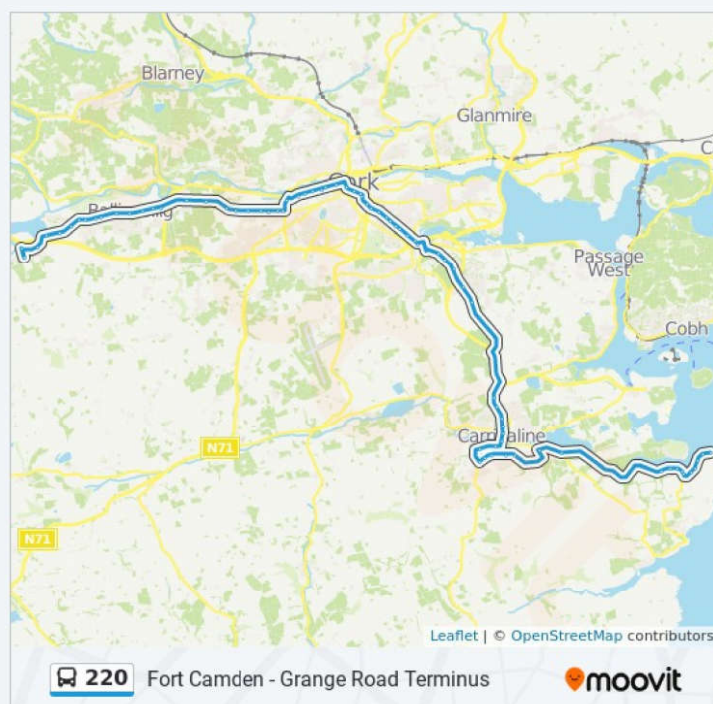 Blarney
Glanmire
Cork
C
Passage
West
Cobh
Carrigaline
N71
N71
Leaflet | © OpenStreetMap contributors
220 Fort Camden - Grange Road Terminus moovit